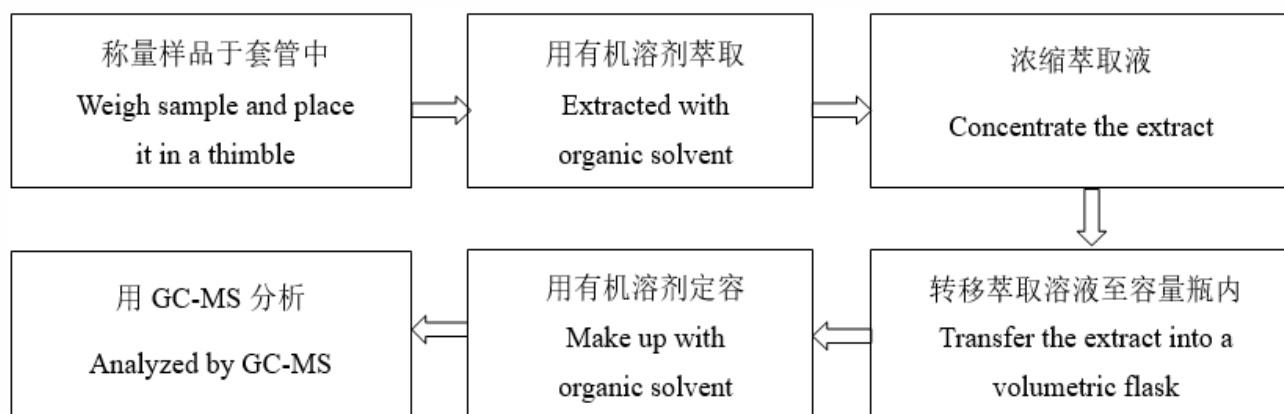 称量样品于套管中
Weigh sample and place
it in a thimble
用有机溶剂萃取
Extracted with
organic solvent
浓缩萃取液
Concentrate the extract
转移萃取溶液至容量瓶内
Transfer the extract into a
volumetric flask
用有机溶剂定容
Make up with
organic solvent
用 GC-MS 分析
Analyzed by GC-MS